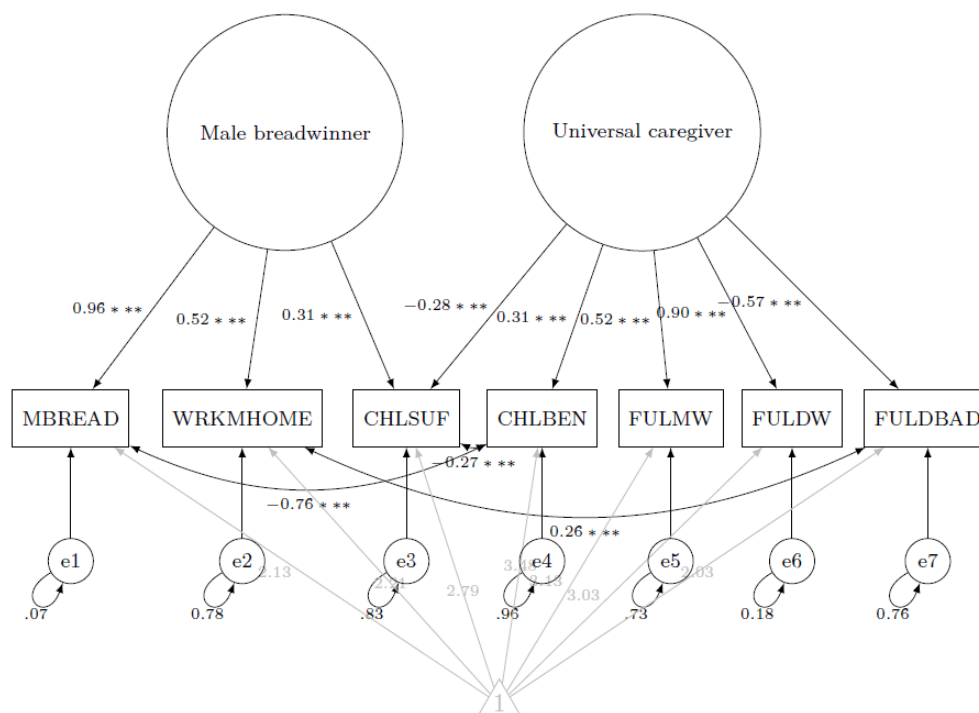 Male breadwinner
Universal caregiver
0.96 * **
0.52 * **
0.31 * **
−0.28 * **
0.31 * **
0.52 * **
0.90 * **
−0.57 * **
MBREAD
WRKMHOME
CHLSUF
CHLBEN
FULMW
FULDW
FULDBAD
−0.27 * **
−0.76 * **
0.26 * **
e1
e2
e3
e4
e5
e6
e7
2.13
2.79
3.03
2.03
.07
0.78
.83
.96
.73
0.18
0.76
1